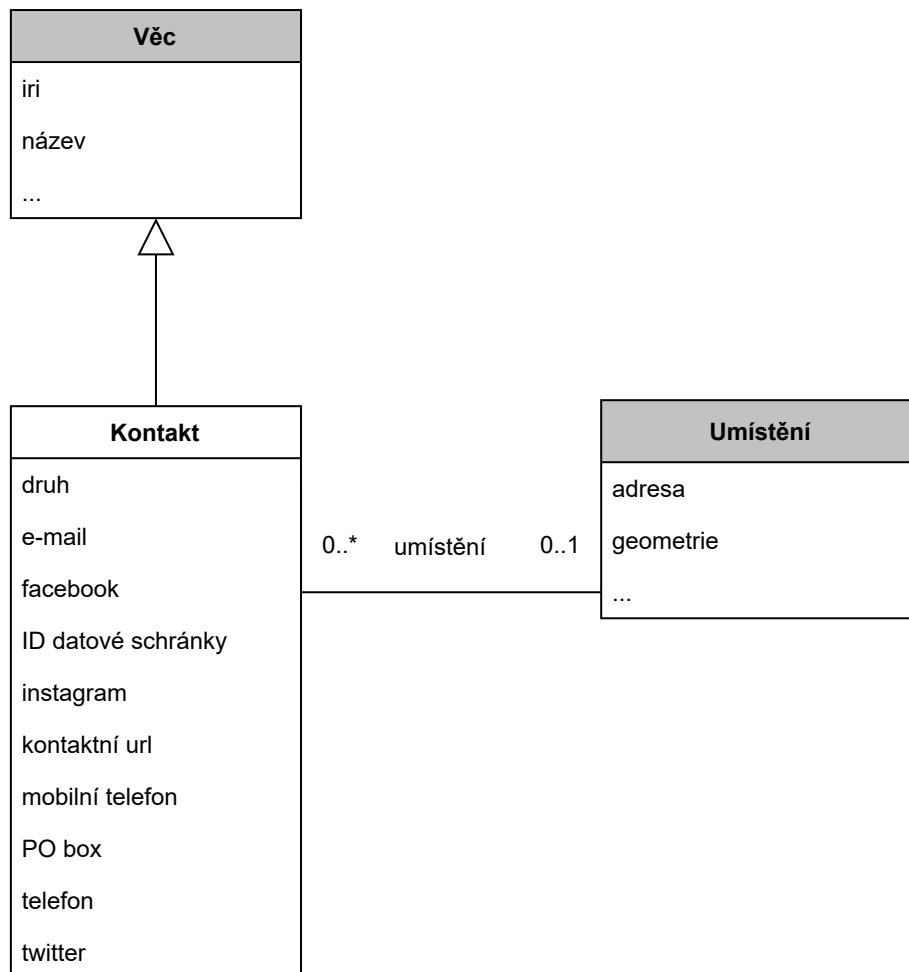 Věc
iri
název
...
Kontakt
druh
e-mail
facebook
ID datové schránky
instagram
kontaktní url
mobilní telefon
PO box
telefon
twitter
0..* umístění 0..1
Umístění
adresa
geometrie
...